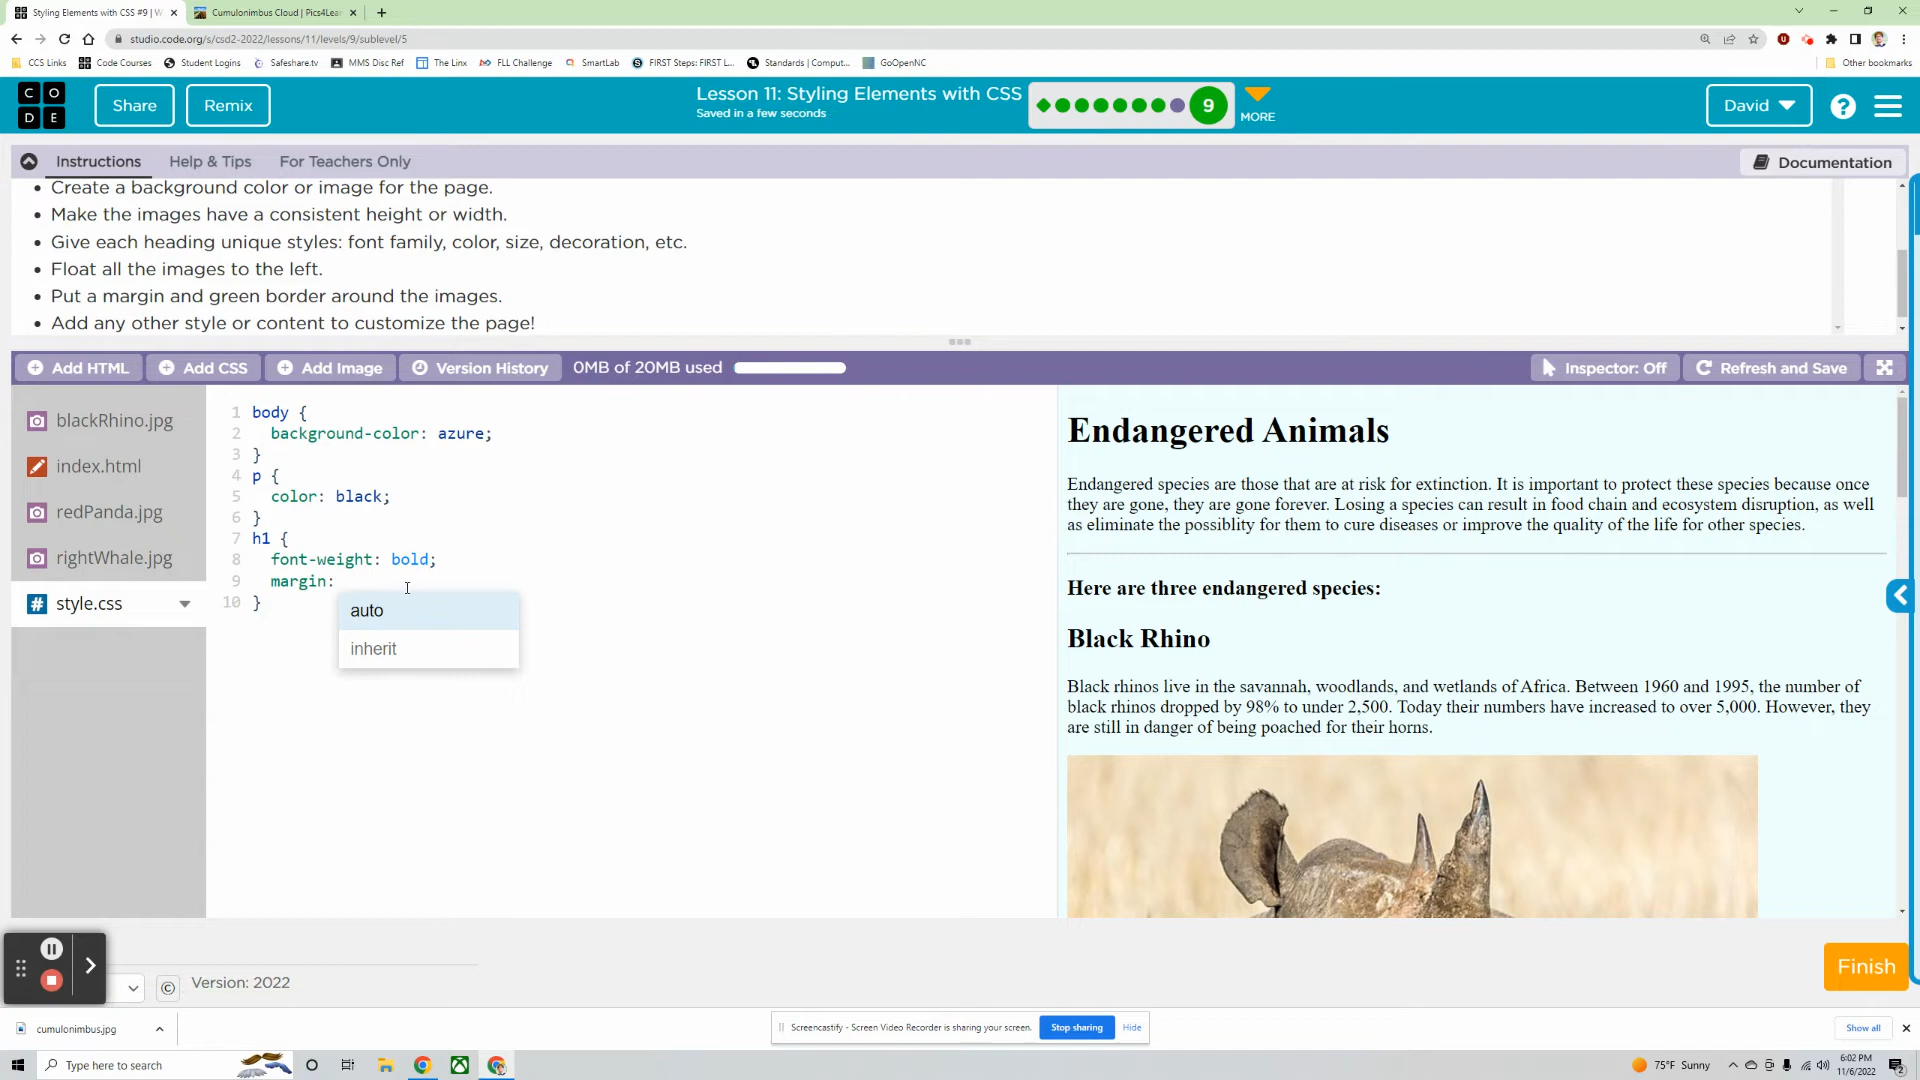 Styling Elements with CSS #9 | W
Cumulonimbus Cloud | Pics4Lear
studio.code.org/s/csd2-2022/lessons/11/levels/9/sublevel/5
CCS Links
Code Courses
Student Logins
Safeshare.tv
MMS Disc Ref
The Linx
FLL Challenge
SmartLab
FIRST Steps: FIRST L...
Standards | Comput...
GoOpenNC
Other bookmarks
C O
D E
Share
Remix
Lesson 11: Styling Elements with CSS
Saved in a few seconds
9
MORE
David
?
Instructions
Help & Tips
For Teachers Only
Documentation
• Create a background color or image for the page.
• Make the images have a consistent height or width.
• Give each heading unique styles: font family, color, size, decoration, etc.
• Float all the images to the left.
• Put a margin and green border around the images.
• Add any other style or content to customize the page!
Add HTML
Add CSS
Add Image
Version History
0MB of 20MB used
Inspector: Off
Refresh and Save
blackRhino.jpg
index.html
redPanda.jpg
rightWhale.jpg
# style.css
1 body {
2 background-color: azure;
3 }
4 p {
5 color: black;
6 }
7 h1 {
8 font-weight: bold;
9 margin:
10 }
auto
inherit
Endangered Animals
Endangered species are those that are at risk for extinction. It is important to protect these species because once
they are gone, they are gone forever. Losing a species can result in food chain and ecosystem disruption, as well
as eliminate the possiblity for them to cure diseases or improve the quality of the life for other species.
Here are three endangered species:
Black Rhino
Black rhinos live in the savannah, woodlands, and wetlands of Africa. Between 1960 and 1995, the number of
black rhinos dropped by 98% to under 2,500. Today their numbers have increased to over 5,000. However, they
are still in danger of being poached for their horns.
Finish
©
Version: 2022
cumulonimbus.jpg
Screencastify - Screen Video Recorder is sharing your screen.
Stop sharing
Hide
Show all
Type here to search
75°F Sunny
6:02 PM
11/6/2022
2